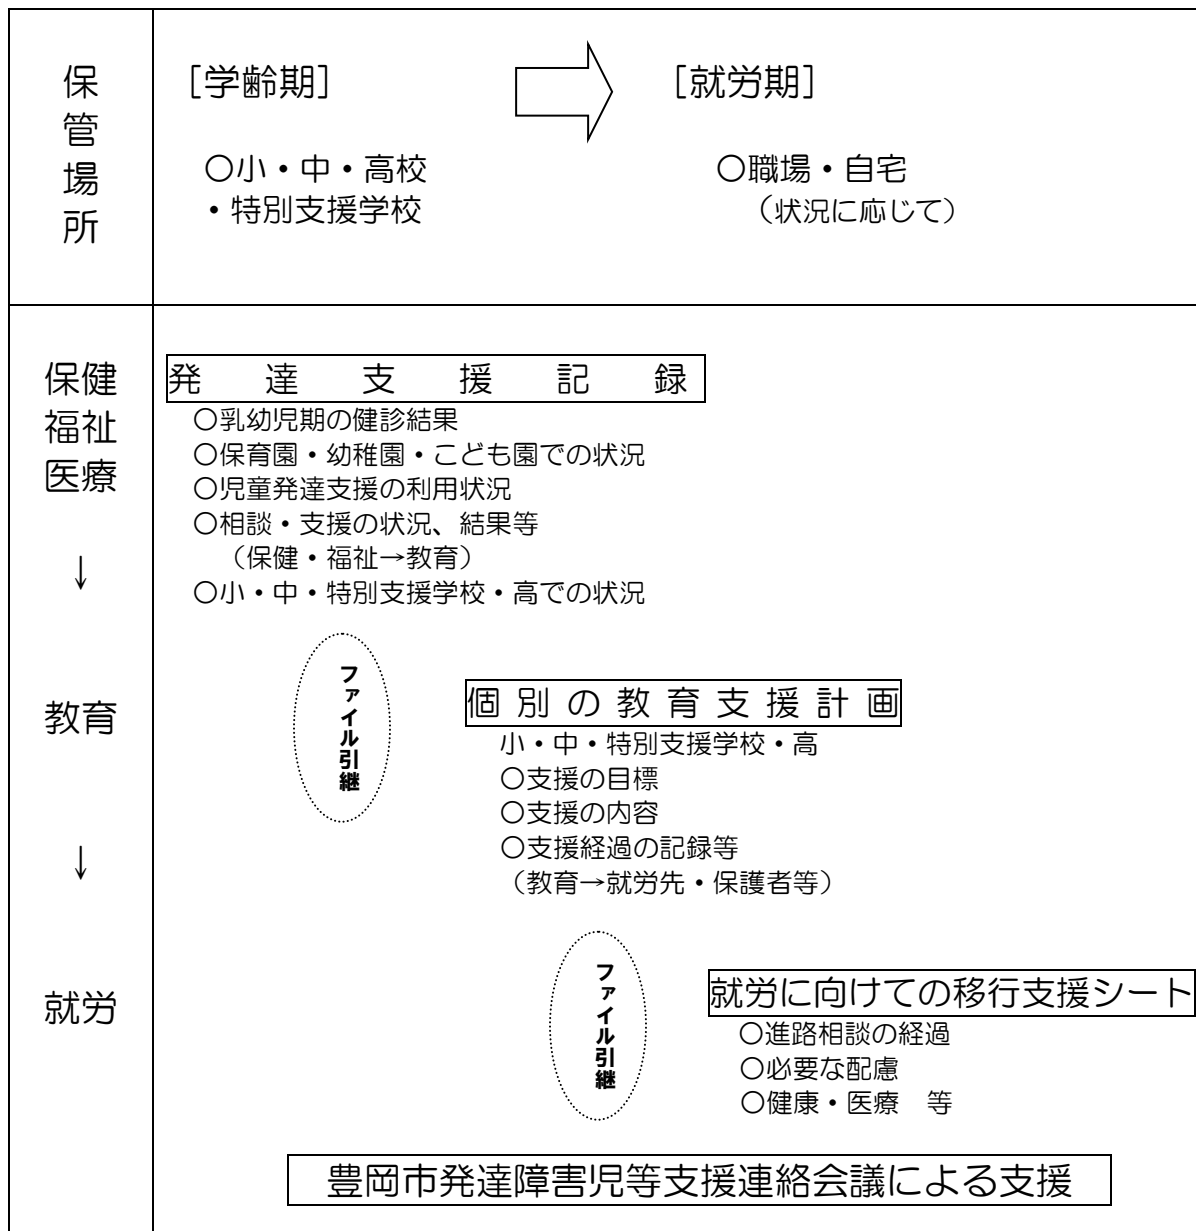 保管場所
[学齢期]
[就労期]
○小・中・高校
・特別支援学校
○職場・自宅
（状況に応じて）
保健
福祉
医療
↓
教育
↓
就労
発達支援記録
○乳幼児期の健診結果
○保育園・幼稚園・こども園での状況
○児童発達支援の利用状況
○相談・支援の状況、結果等
（保健・福祉→教育）
○小・中・特別支援学校・高での状況
ファイル引継
個別の教育支援計画
小・中・特別支援学校・高
○支援の目標
○支援の内容
○支援経過の記録等
（教育→就労先・保護者等）
ファイル引継
就労に向けての移行支援シート
○進路相談の経過
○必要な配慮
○健康・医療　等
豊岡市発達障害児等支援連絡会議による支援